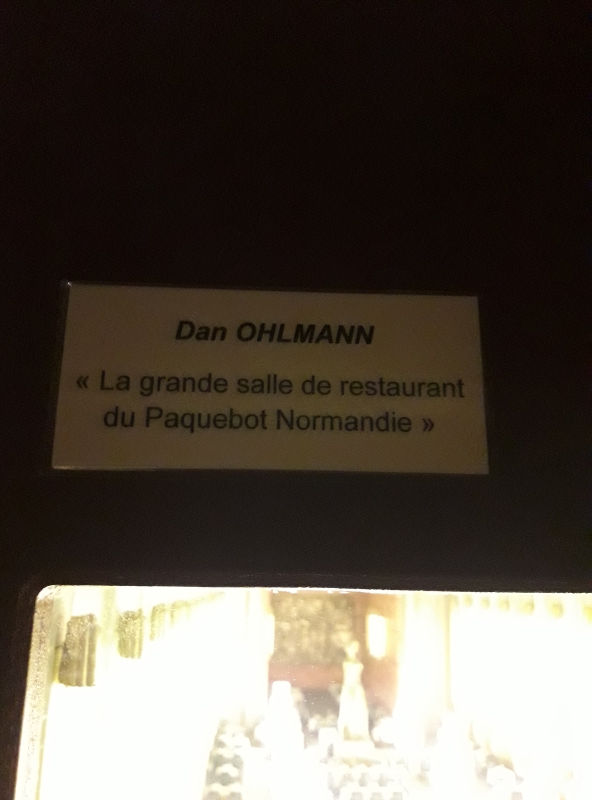 Dan OHLMANN
« La grande salle de restaurant
du Paquebot Normandie »